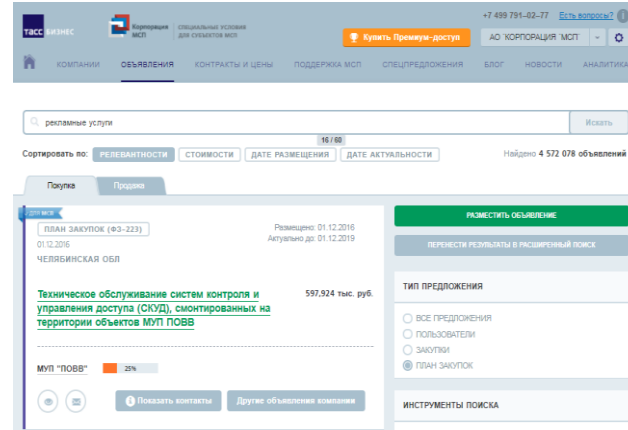 +7 499 791-02-77 Есть вопросы?
тасс БИЗНЕС Корпорация МСП СПЕЦИАЛЬНЫЕ УСЛОВИЯ ДЛЯ СУБЪЕКТОВ МСП
Купить Премиум-доступ АО "КОРПОРАЦИЯ "МСП"
КОМПАНИИ ОБЪЯВЛЕНИЯ КОНТРАКТЫ И ЦЕНЫ ПОДДЕРЖКА МСП СПЕЦПРЕДЛОЖЕНИЯ БЛОГ НОВОСТИ АНАЛИТИКА
рекламные услуги Искать
16 / 60
Сортировать по: РЕЛЕВАНТНОСТИ СТОИМОСТИ ДАТЕ РАЗМЕЩЕНИЯ ДАТЕ АКТУАЛЬНОСТИ Найдено 4 572 078 объявлений
Покупка Продажа
ДЛЯ МСП
ПЛАН ЗАКУПОК (ФЗ-223)
01.12.2016
ЧЕЛЯБИНСКАЯ ОБЛ
Размещено: 01.12.2016
Актуально до: 01.12.2019
Техническое обслуживание систем контроля и
управления доступа (СКУД), смонтированных на
территории объектов МУП ПОВВ
597,924 тыс. руб.
МУП "ПОВВ" 25%
Показать контакты Другие объявления компании
РАЗМЕСТИТЬ ОБЪЯВЛЕНИЕ
ПЕРЕНЕСТИ РЕЗУЛЬТАТЫ В РАСШИРЕННЫЙ ПОИСК
ТИП ПРЕДЛОЖЕНИЯ
ВСЕ ПРЕДЛОЖЕНИЯ
ПОЛЬЗОВАТЕЛИ
ЗАКУПКИ
ПЛАН ЗАКУПОК
ИНСТРУМЕНТЫ ПОИСКА